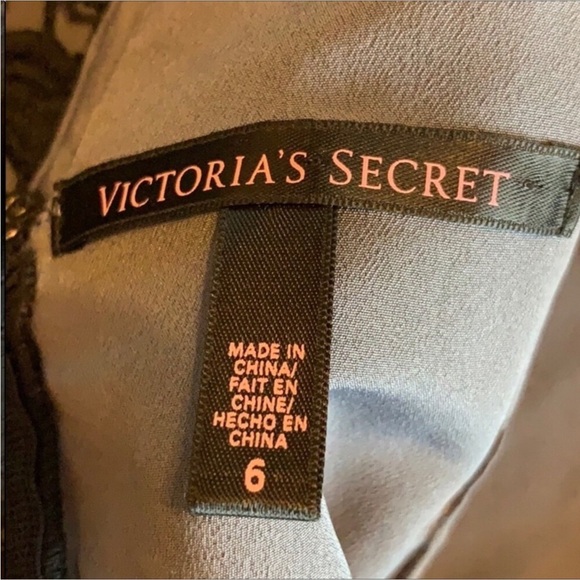 VICTORIA'S SECRET
MADE IN
CHINA/
FAIT EN
CHINE/
HECHO EN
CHINA
6